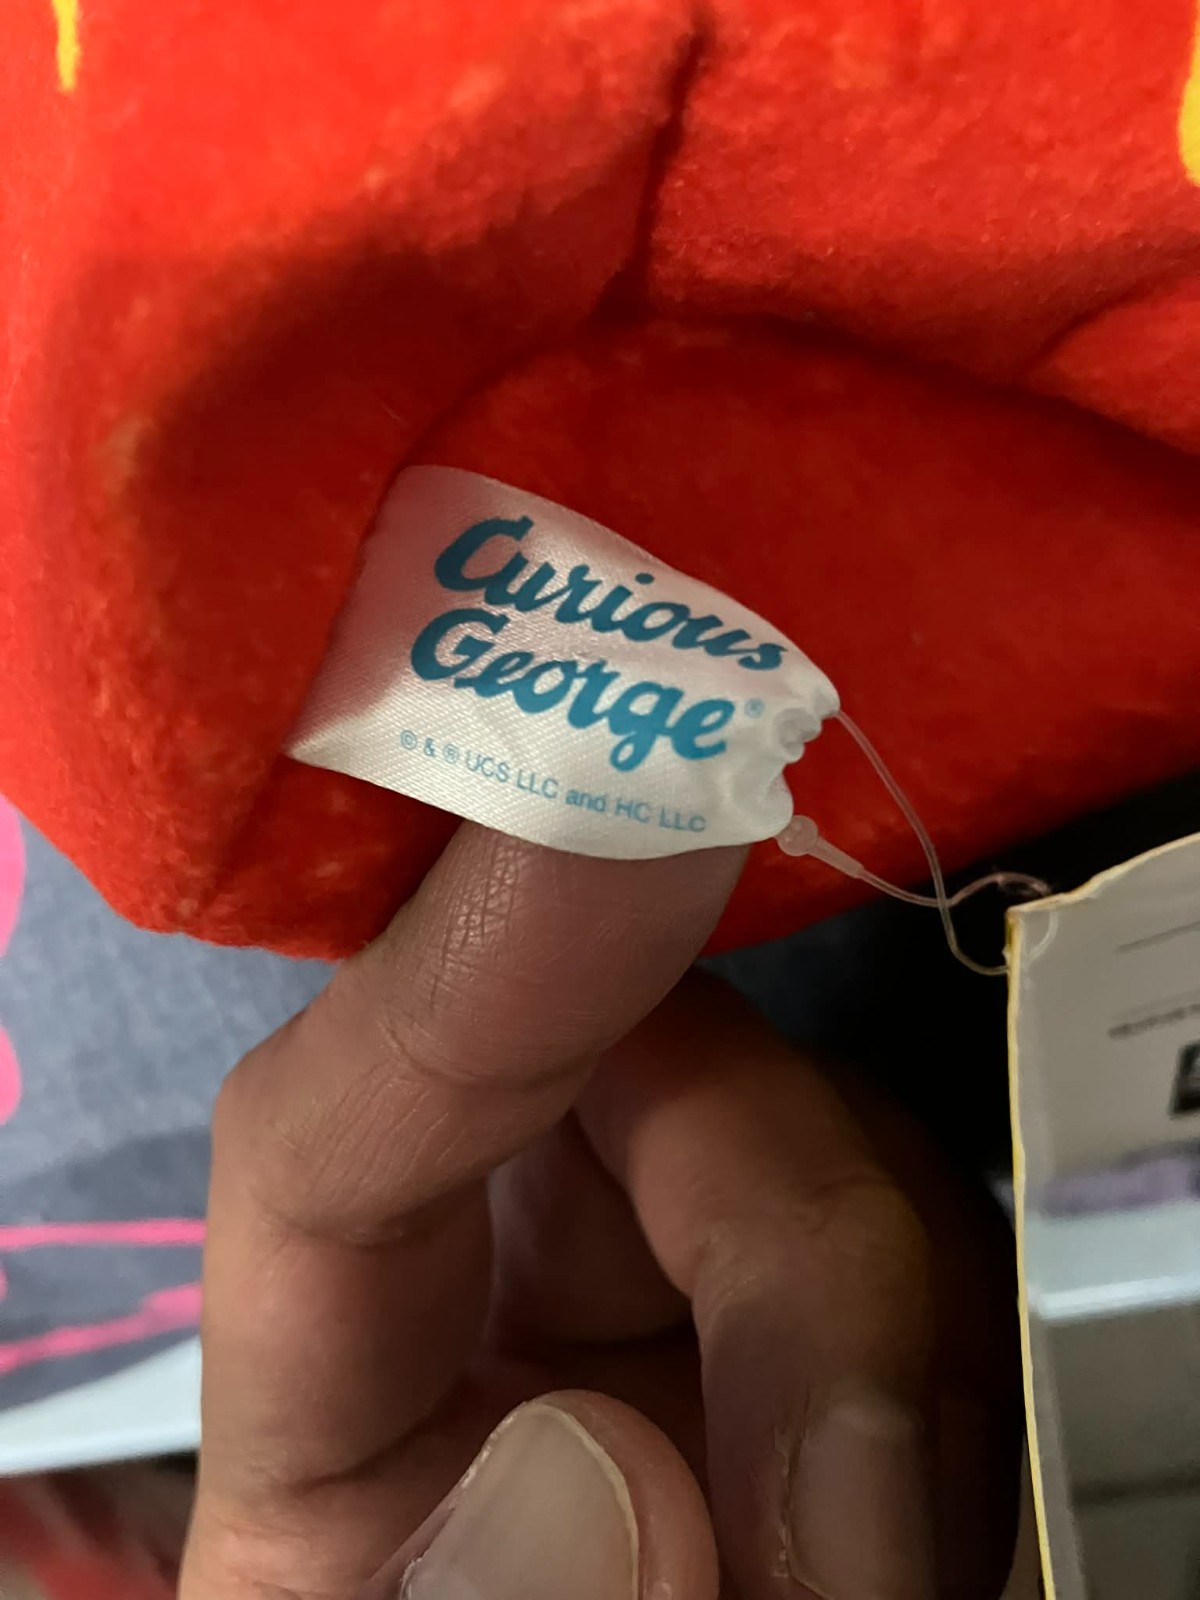 Curious
George®
© & ® UCS LLC and HC LLC